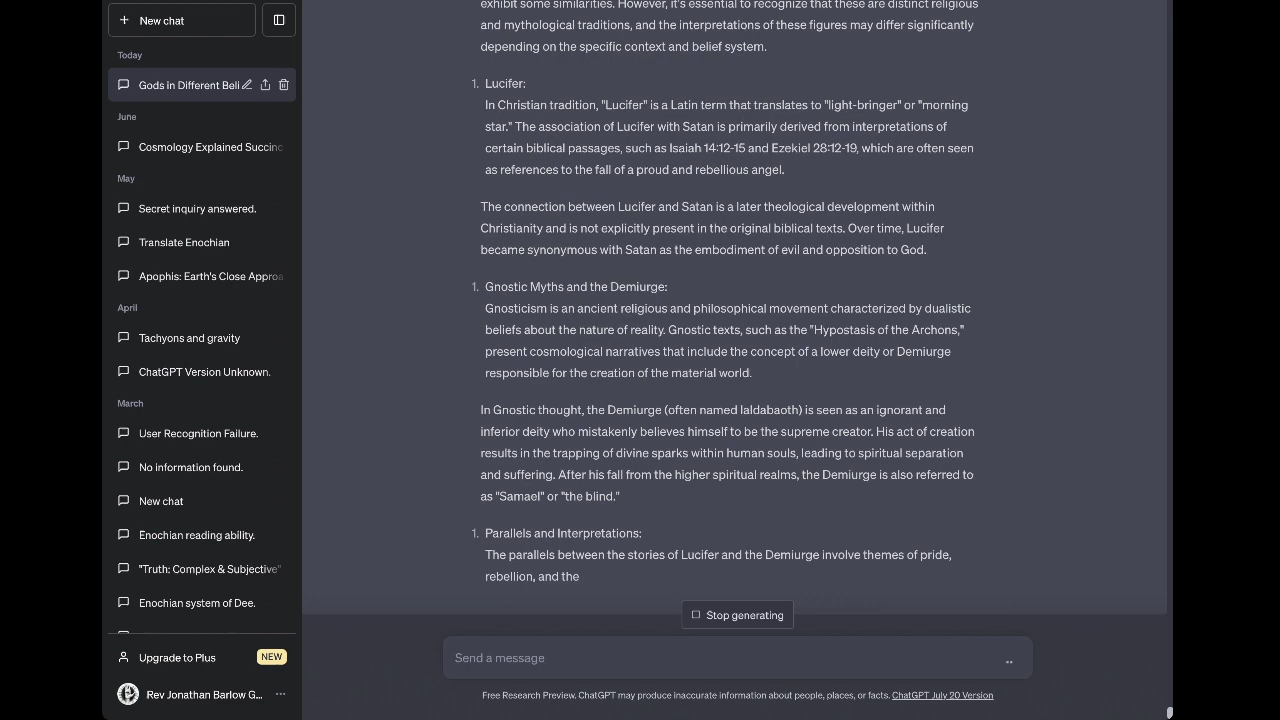 New chat
Today
Gods in Different Beli
June
Cosmology Explained Succinc
May
Secret inquiry answered.
Translate Enochian
Apophis: Earth's Close Approa
April
Tachyons and gravity
ChatGPT Version Unknown.
March
User Recognition Failure.
No information found.
New chat
Enochian reading ability.
"Truth: Complex & Subjective"
Enochian system of Dee.
Upgrade to Plus
NEW
Rev Jonathan Barlow G...
exhibit some similarities. However, it's essential to recognize that these are distinct religious
and mythological traditions, and the interpretations of these figures may differ significantly
depending on the specific context and belief system.
1. Lucifer:
In Christian tradition, "Lucifer" is a Latin term that translates to "light-bringer" or "morning
star." The association of Lucifer with Satan is primarily derived from interpretations of
certain biblical passages, such as Isaiah 14:12-15 and Ezekiel 28:12-19, which are often seen
as references to the fall of a proud and rebellious angel.
The connection between Lucifer and Satan is a later theological development within
Christianity and is not explicitly present in the original biblical texts. Over time, Lucifer
became synonymous with Satan as the embodiment of evil and opposition to God.
1. Gnostic Myths and the Demiurge:
Gnosticism is an ancient religious and philosophical movement characterized by dualistic
beliefs about the nature of reality. Gnostic texts, such as the "Hypostasis of the Archons,"
present cosmological narratives that include the concept of a lower deity or Demiurge
responsible for the creation of the material world.
In Gnostic thought, the Demiurge (often named Ialdabaoth) is seen as an ignorant and
inferior deity who mistakenly believes himself to be the supreme creator. His act of creation
results in the trapping of divine sparks within human souls, leading to spiritual separation
and suffering. After his fall from the higher spiritual realms, the Demiurge is also referred to
as "Samael" or "the blind."
1. Parallels and Interpretations:
The parallels between the stories of Lucifer and the Demiurge involve themes of pride,
rebellion, and the
Stop generating
Send a message
Free Research Preview. ChatGPT may produce inaccurate information about people, places, or facts. ChatGPT July 20 Version